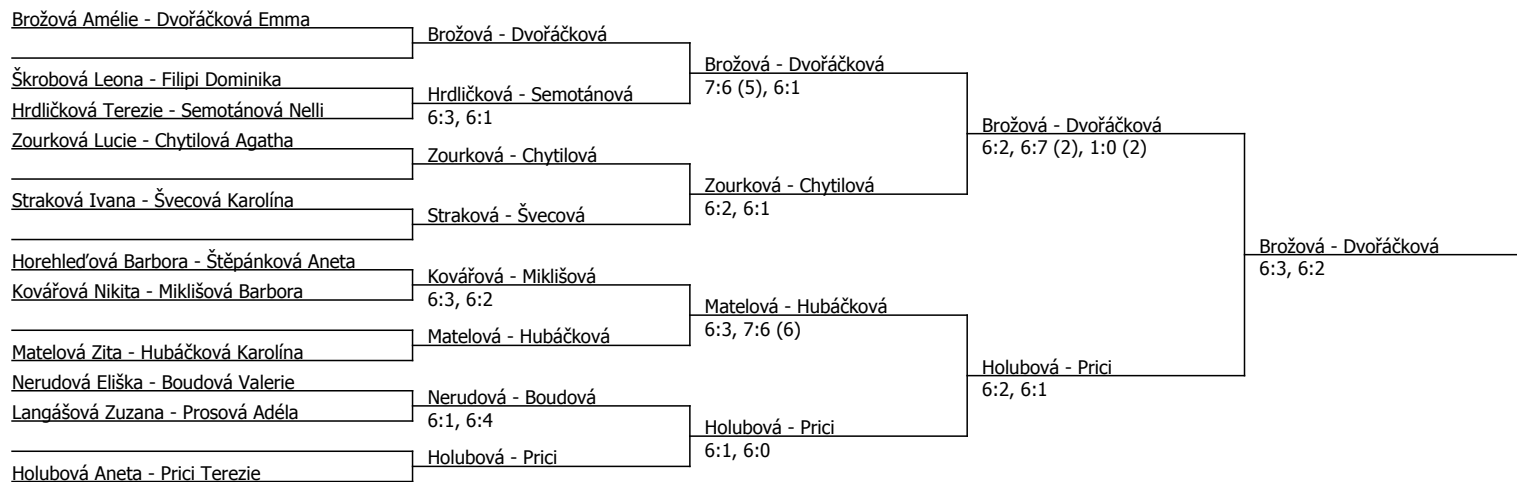 Brožová Amélie - Dvořáčková Emma
Škrobová Leona - Filipi Dominika
Hrdličková Terezie - Semotánová Nelli
Zourková Lucie - Chytilová Agatha
Straková Ivana - Švecová Karolína
Horehleďová Barbora - Štěpánková Aneta
Kovářová Nikita - Miklišová Barbora
Matelová Zita - Hubáčková Karolína
Nerudová Eliška - Boudová Valerie
Langášová Zuzana - Prosová Adéla
Holubová Aneta - Prici Terezie
Brožová - Dvořáčková
Hrdličková - Semotánová
6:3, 6:1
Zourková - Chytilová
Straková - Švecová
Kovářová - Miklišová
6:3, 6:2
Matelová - Hubáčková
Nerudová - Boudová
6:1, 6:4
Holubová - Prici
Brožová - Dvořáčková
7:6 (5), 6:1
Zourková - Chytilová
6:2, 6:1
Matelová - Hubáčková
6:3, 7:6 (6)
Holubová - Prici
6:1, 6:0
Brožová - Dvořáčková
6:2, 6:7 (2), 1:0 (2)
Holubová - Prici
6:2, 6:1
Brožová - Dvořáčková
6:3, 6:2